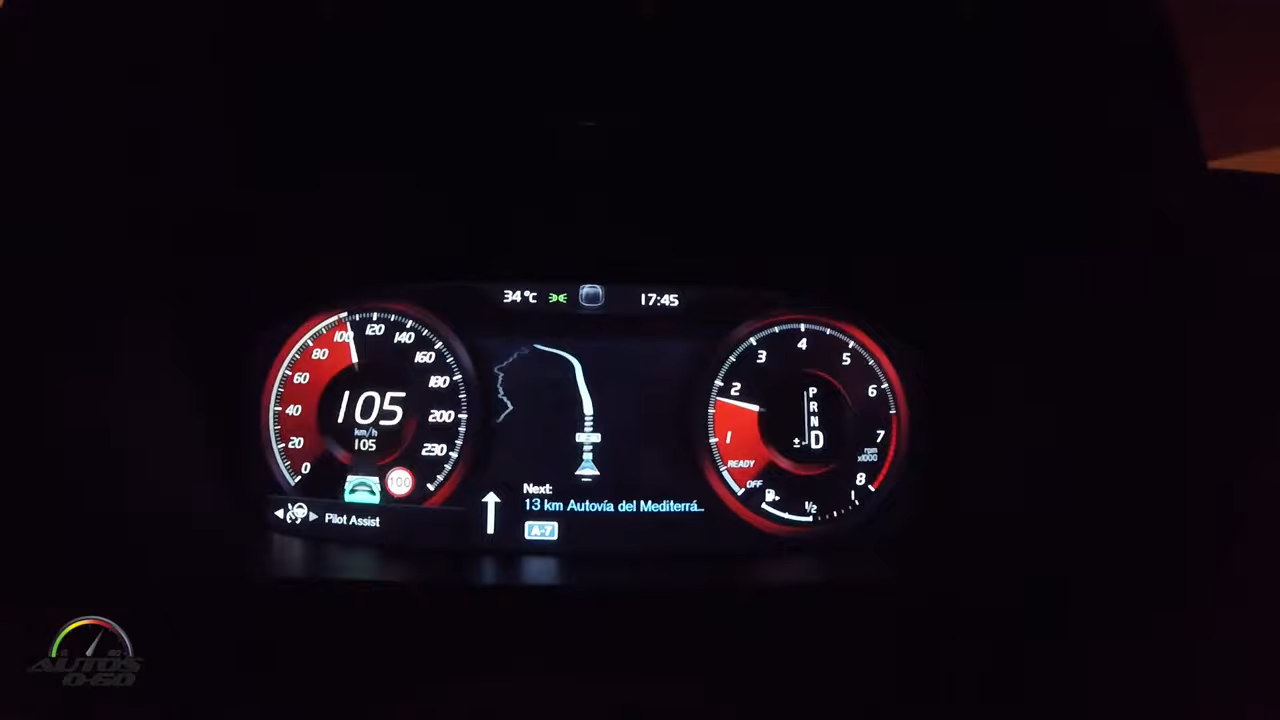 34°C 17:45
0
20
40
60
80
100
120
140
160
180
200
230
105
km/h
105
100
Pilot Assist
Next:
13 km Autovía del Mediterrá...
A-7
OFF
READY
1
2
3
4
5
6
7
8
rpm
x1000
P
R
N
D
±
1/2
1
AUTOS
0-60